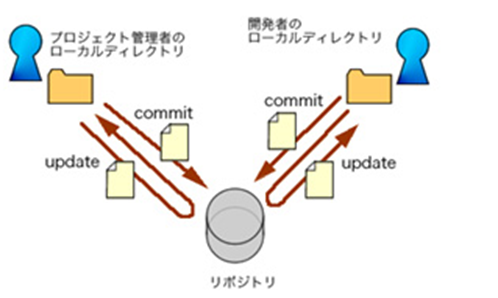 プロジェクト管理者の
ローカルディレクトリ
開発者の
ローカルディレクトリ
commit
commit
update
update
リポジトリ